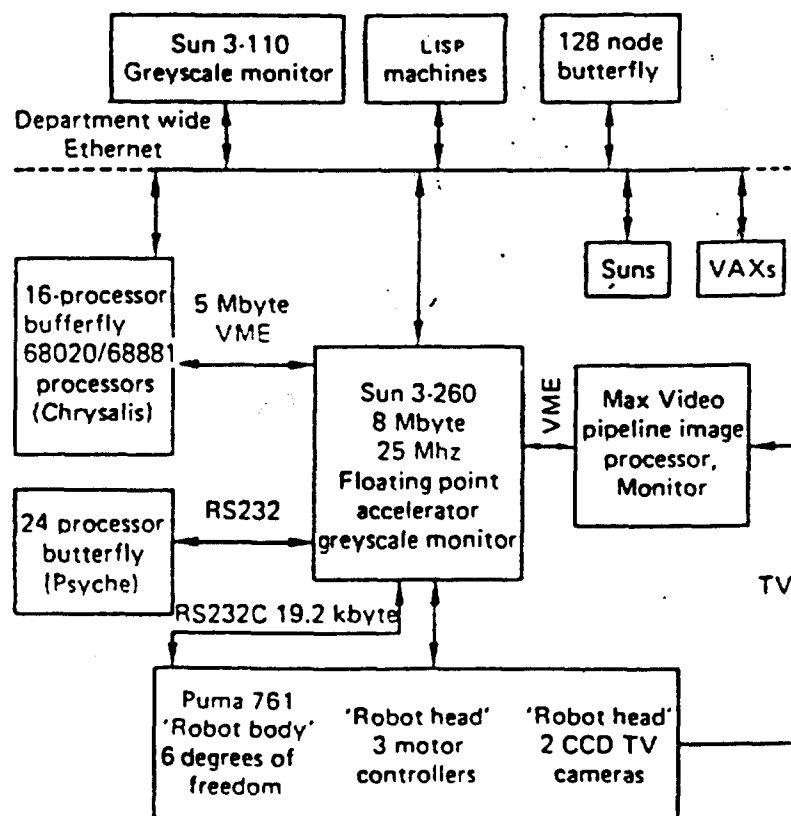 Sun 3-110
Greyscale monitor
LISP
machines
128 node
butterfly
Department wide
Ethernet
Suns
VAXs
16-processor
bufferfly
68020/68881
processors
(Chrysalis)
5 Mbyte
VME
Sun 3-260
8 Mbyte
25 Mhz
Floating point
accelerator
greyscale monitor
VME
Max Video
pipeline image
processor,
Monitor
24 processor
butterfly
(Psyche)
RS232
TV
RS232C 19.2 kbyte
Puma 761
'Robot body'
6 degrees of
freedom
'Robot head'
3 motor
controllers
'Robot head'
2 CCD TV
cameras